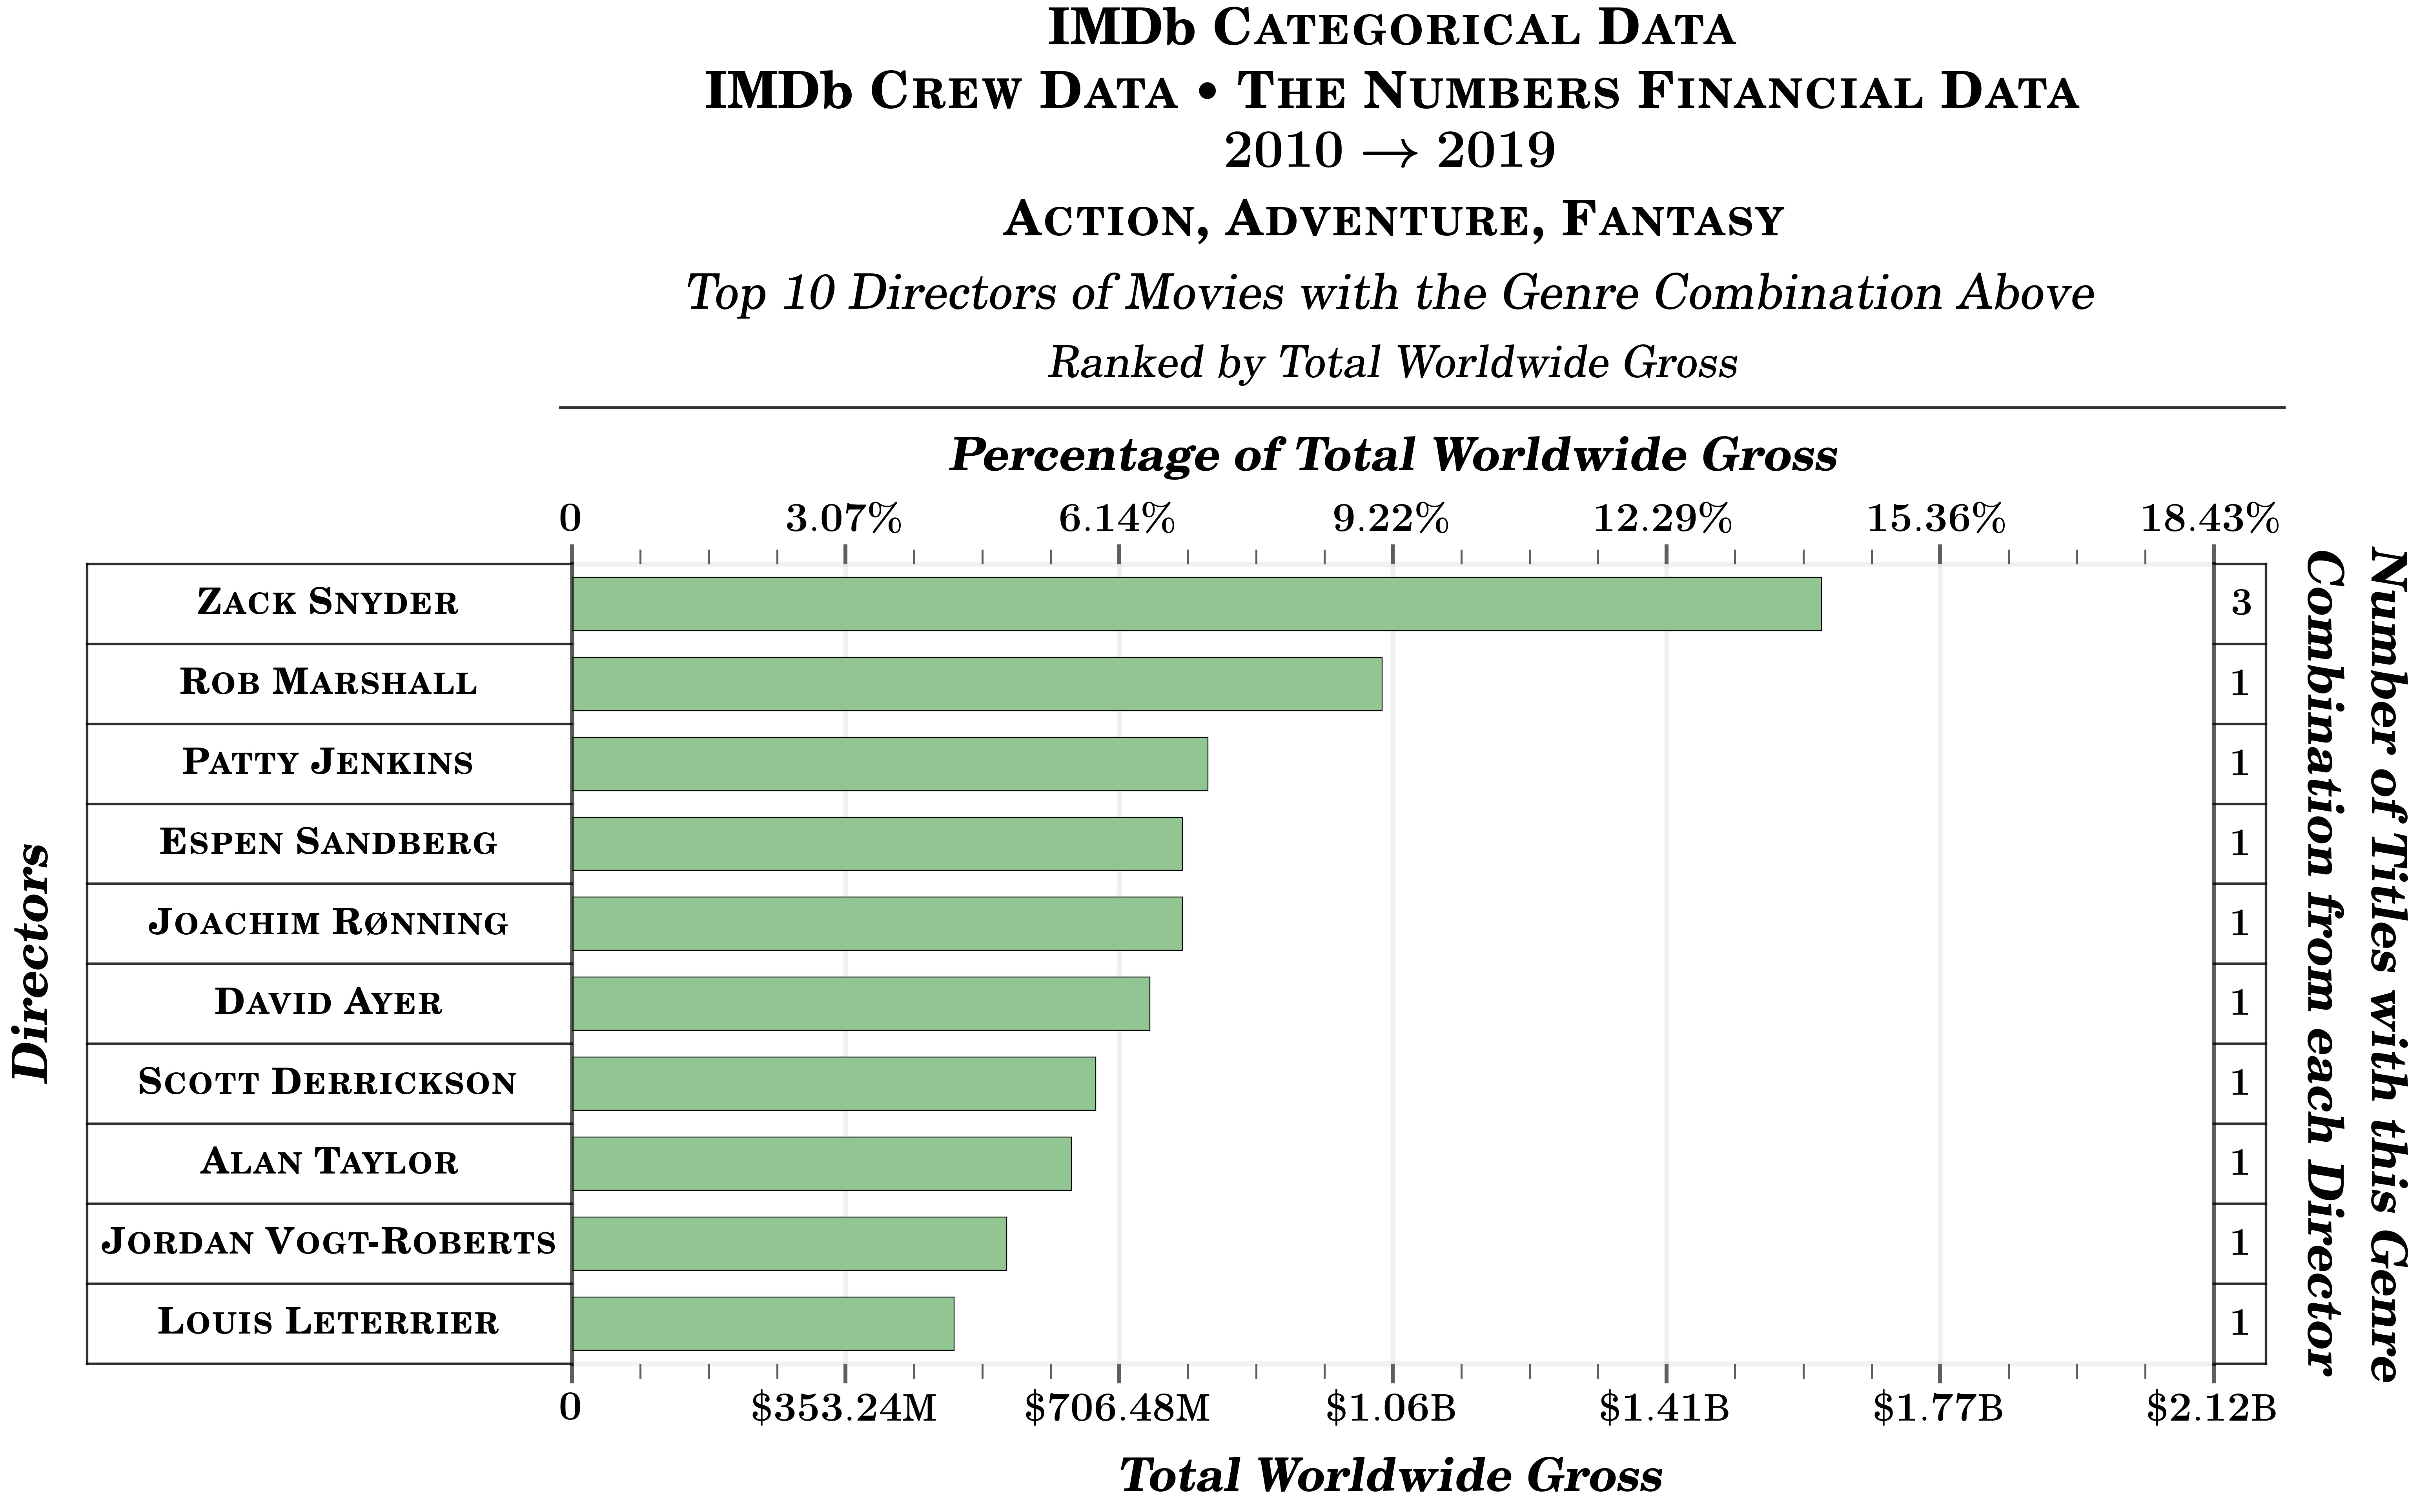 IMDb Categorical Data
IMDb Crew Data • The Numbers Financial Data
2010 → 2019
Action, Adventure, Fantasy
Top 10 Directors of Movies with the Genre Combination Above
Ranked by Total Worldwide Gross
Percentage of Total Worldwide Gross
0 3.07% 6.14% 9.22% 12.29% 15.36% 18.43%
Directors
Zack Snyder 3
Rob Marshall 1
Patty Jenkins 1
Espen Sandberg 1
Joachim Rønning 1
David Ayer 1
Scott Derrickson 1
Alan Taylor 1
Jordan Vogt-Roberts 1
Louis Leterrier 1
Number of Titles with this Genre
Combination from each Director
0 $353.24M $706.48M $1.06B $1.41B $1.77B $2.12B
Total Worldwide Gross